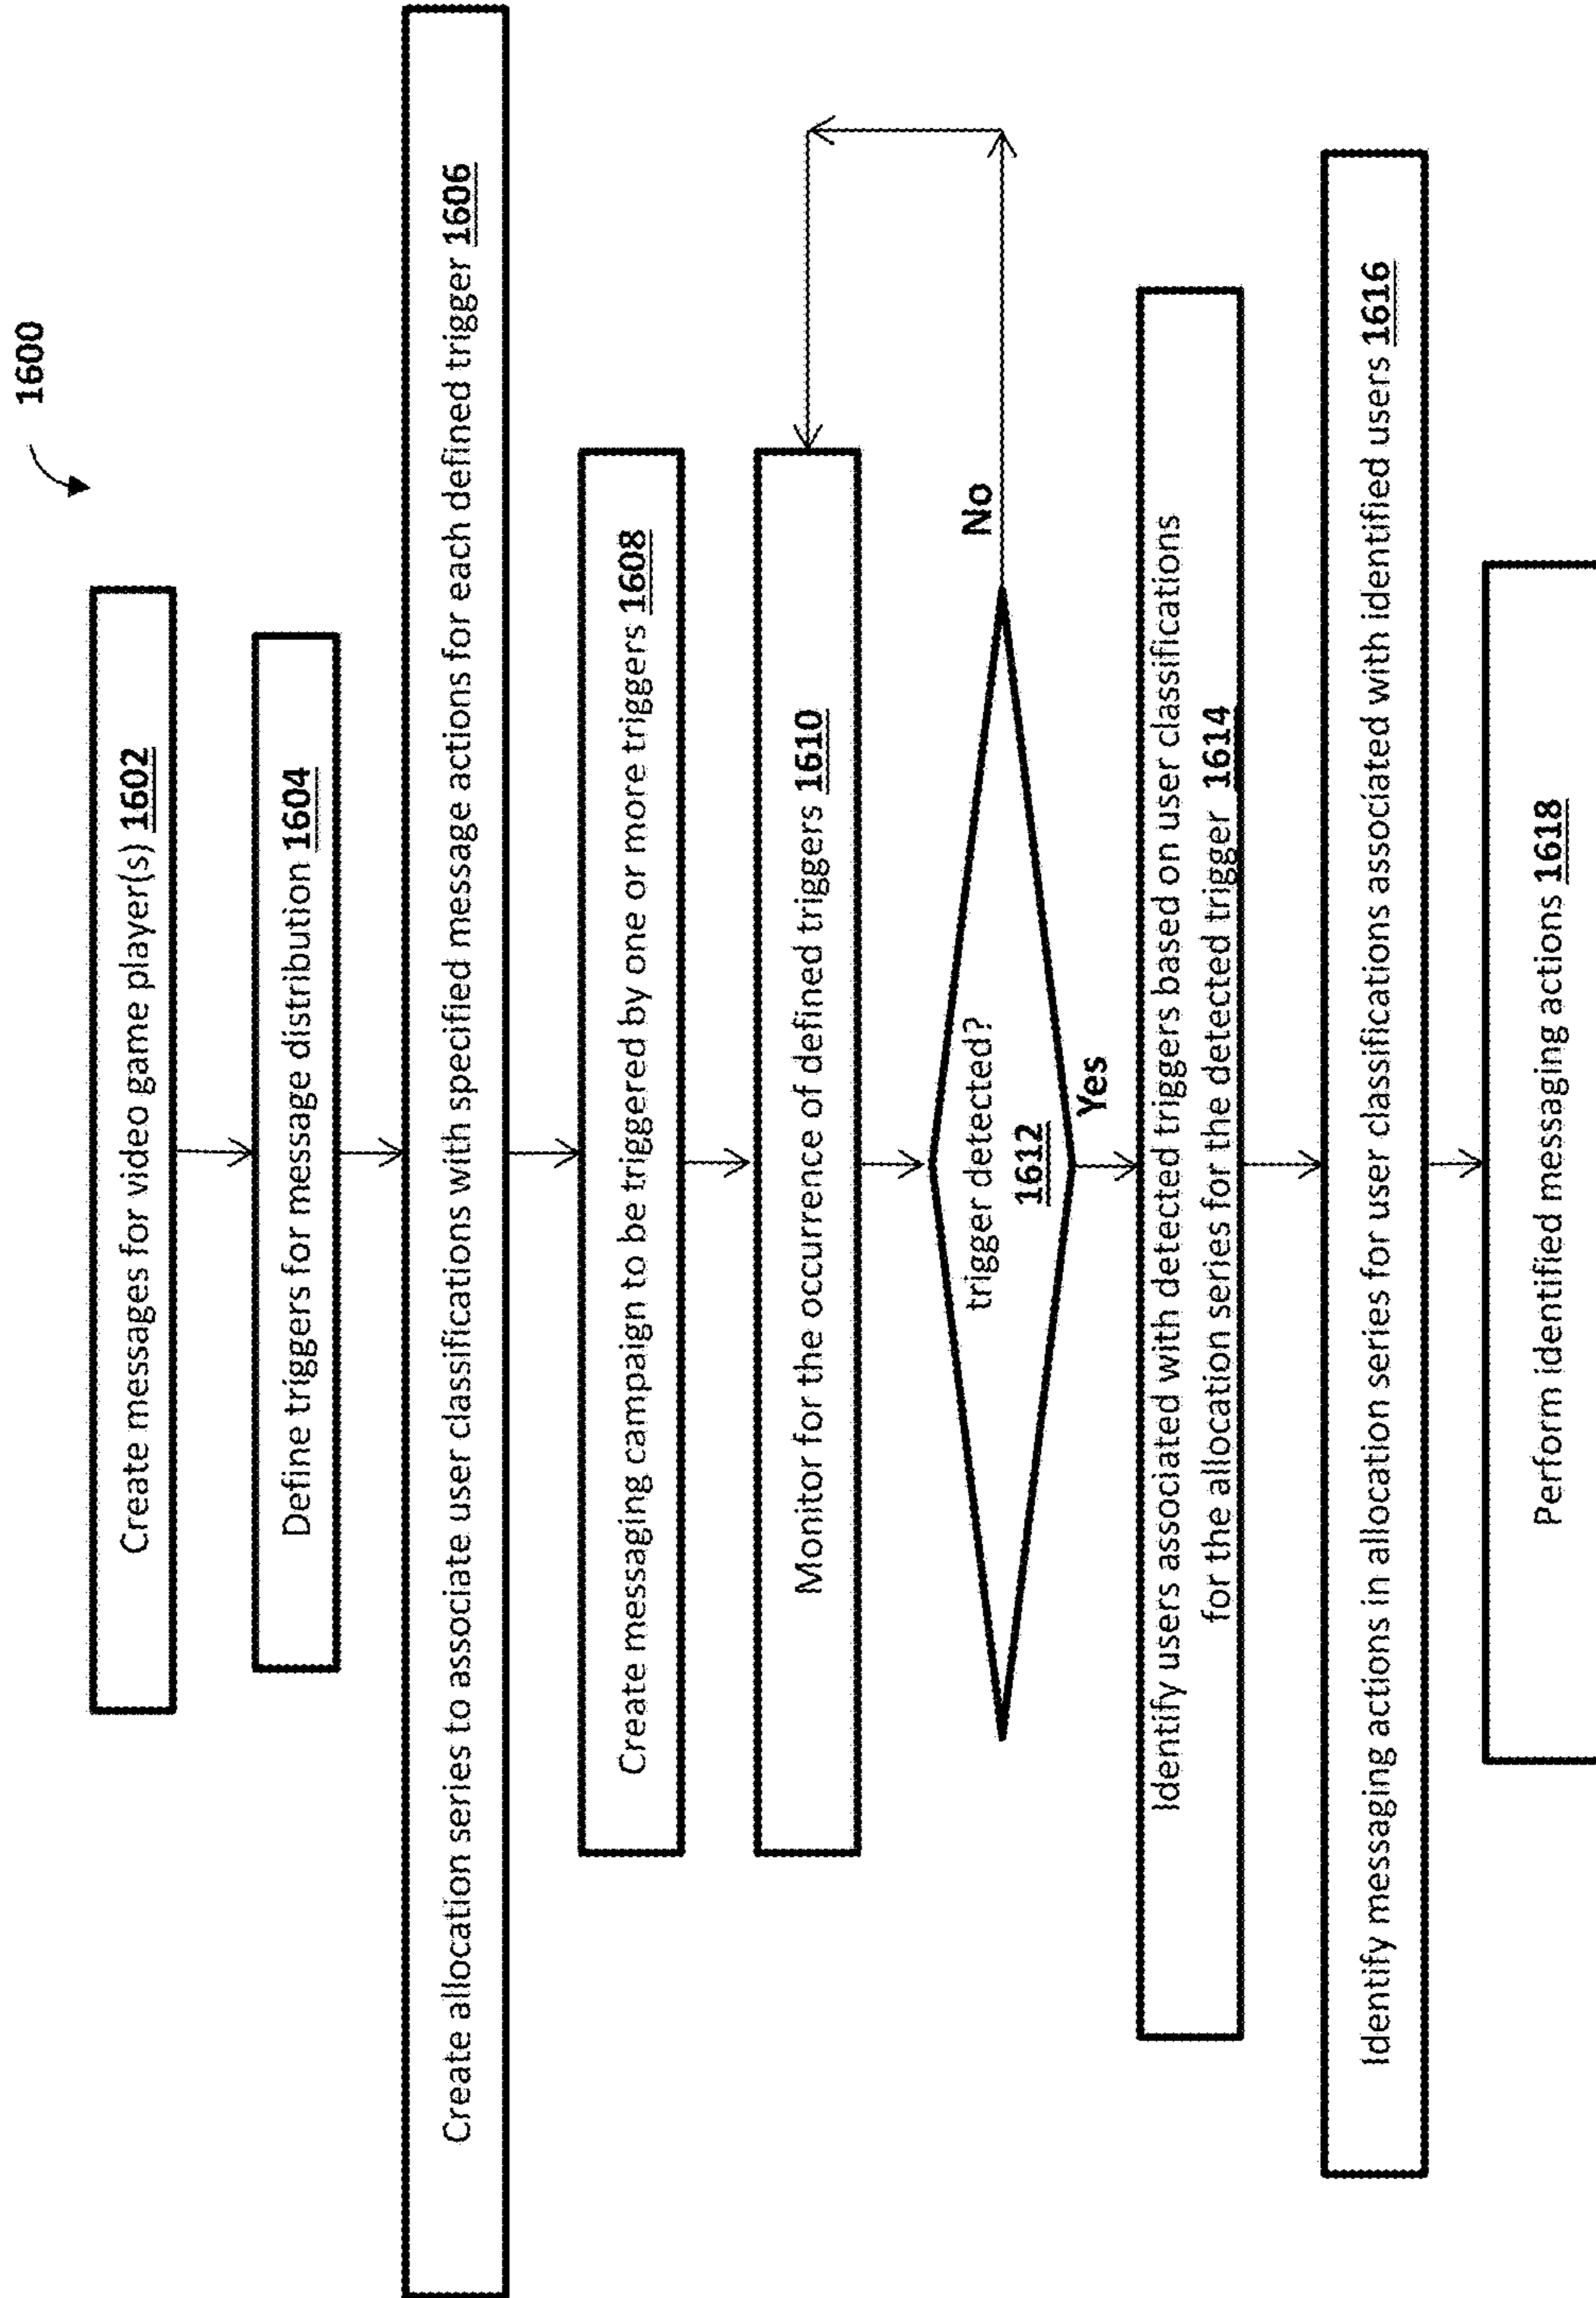 1600
Create messages for video game player(s) 1602
Define triggers for message distribution 1604
Create allocation series to associate user classifications with specified message actions for each defined trigger 1606
Create messaging campaign to be triggered by one or more triggers 1608
Monitor for the occurrence of defined triggers 1610
trigger detected?
1612
No
Yes
Identify users associated with detected triggers based on user classifications
for the allocation series for the detected trigger 1614
Identify messaging actions in allocation series for user classifications associated with identified users 1616
Perform identified messaging actions 1618